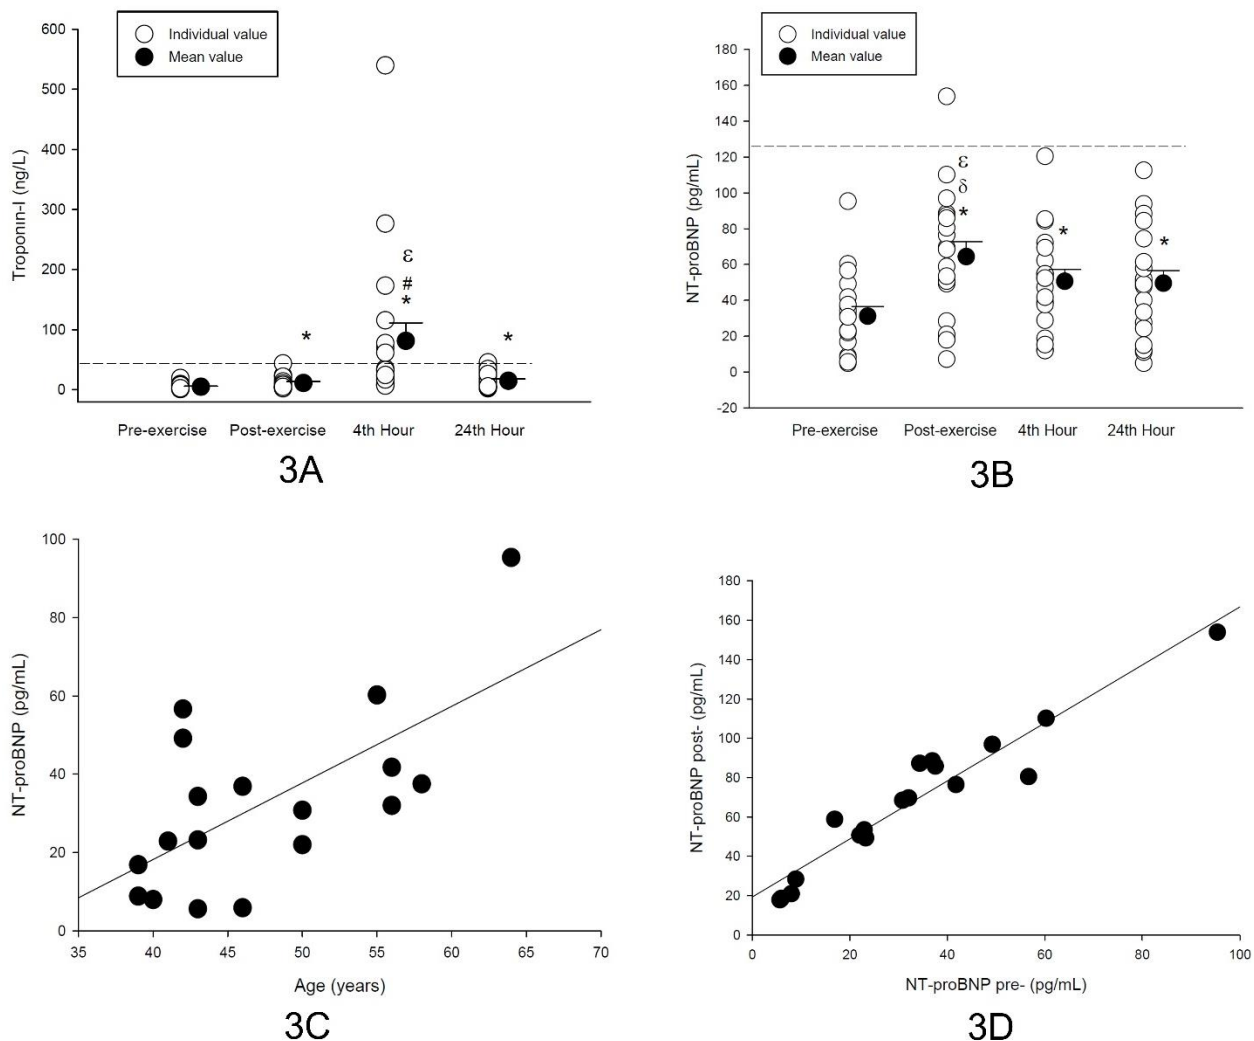 Individual value
Mean value
Troponin-I (ng/L)
600
500
400
300
200
100
0
ε
#
*
*
*
Pre-exercise Post-exercise 4th Hour 24th Hour
3A
Individual value
Mean value
NT-proBNP (pg/mL)
180
160
140
120
100
80
60
40
20
0
-20
ε
δ
*
*
*
Pre-exercise Post-exercise 4th Hour 24th Hour
3B
NT-proBNP (pg/mL)
100
80
60
40
20
0
35 40 45 50 55 60 65 70
Age (years)
3C
NT-proBNP post- (pg/mL)
180
160
140
120
100
80
60
40
20
0
0 20 40 60 80 100
NT-proBNP pre- (pg/mL)
3D